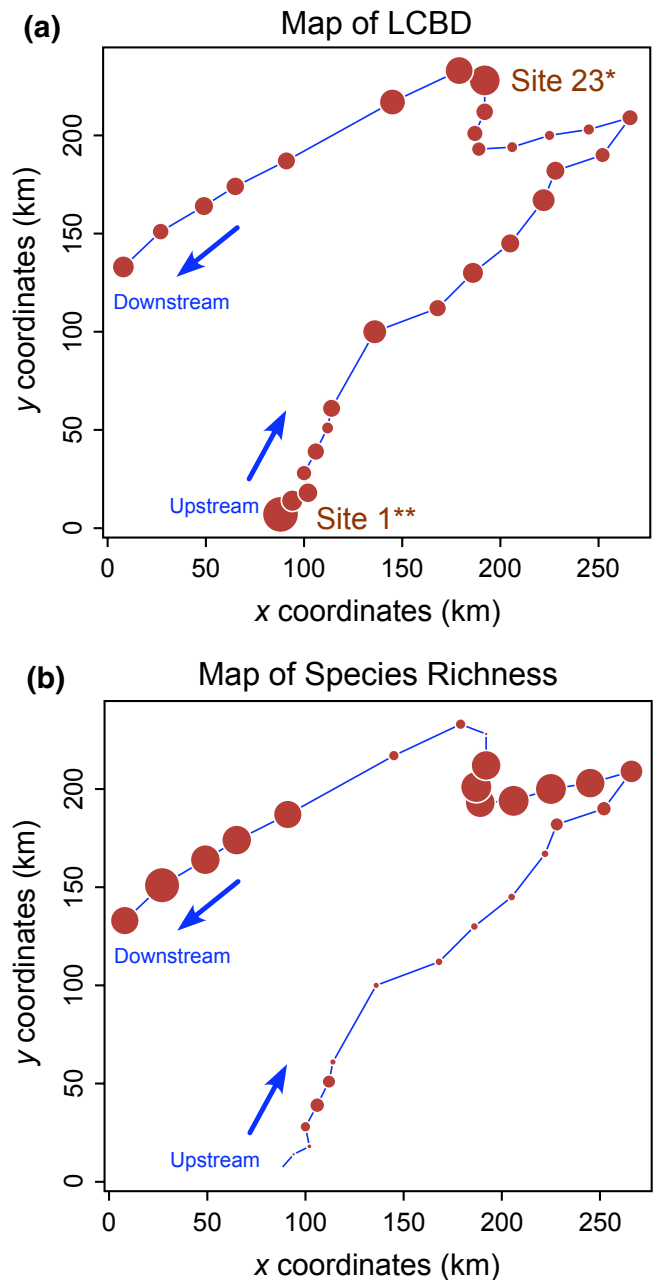 (a)
Map of LCBD
Site 23*
200
150
100
50
0
y coordinates (km)
Downstream
Upstream
Site 1**
0 50 100 150 200 250
x coordinates (km)
(b)
Map of Species Richness
200
150
100
50
0
y coordinates (km)
Downstream
Upstream
0 50 100 150 200 250
x coordinates (km)